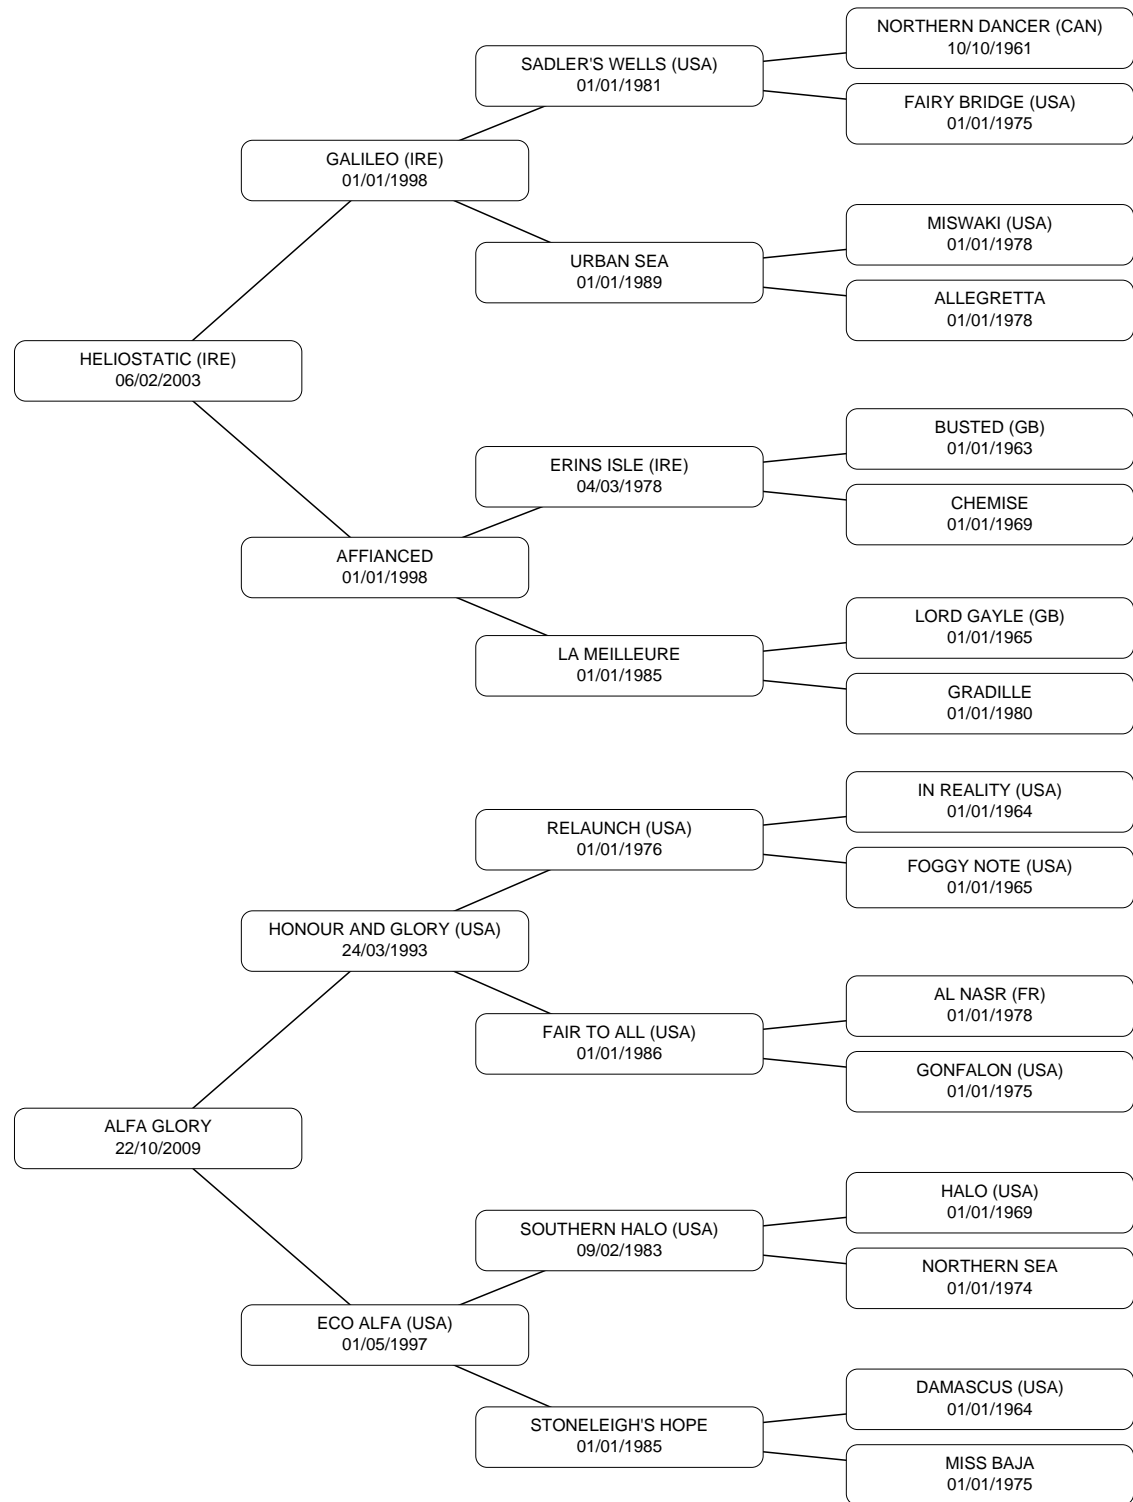 NORTHERN DANCER (CAN)
10/10/1961
SADLER'S WELLS (USA)
01/01/1981
FAIRY BRIDGE (USA)
01/01/1975
GALILEO (IRE)
01/01/1998
MISWAKI (USA)
01/01/1978
URBAN SEA
01/01/1989
ALLEGRETTA
01/01/1978
HELIOSTATIC (IRE)
06/02/2003
BUSTED (GB)
01/01/1963
ERINS ISLE (IRE)
04/03/1978
CHEMISE
01/01/1969
AFFIANCED
01/01/1998
LORD GAYLE (GB)
01/01/1965
LA MEILLEURE
01/01/1985
GRADILLE
01/01/1980
IN REALITY (USA)
01/01/1964
RELAUNCH (USA)
01/01/1976
FOGGY NOTE (USA)
01/01/1965
HONOUR AND GLORY (USA)
24/03/1993
AL NASR (FR)
01/01/1978
FAIR TO ALL (USA)
01/01/1986
GONFALON (USA)
01/01/1975
ALFA GLORY
22/10/2009
HALO (USA)
01/01/1969
SOUTHERN HALO (USA)
09/02/1983
NORTHERN SEA
01/01/1974
ECO ALFA (USA)
01/05/1997
DAMASCUS (USA)
01/01/1964
STONELEIGH'S HOPE
01/01/1985
MISS BAJA
01/01/1975